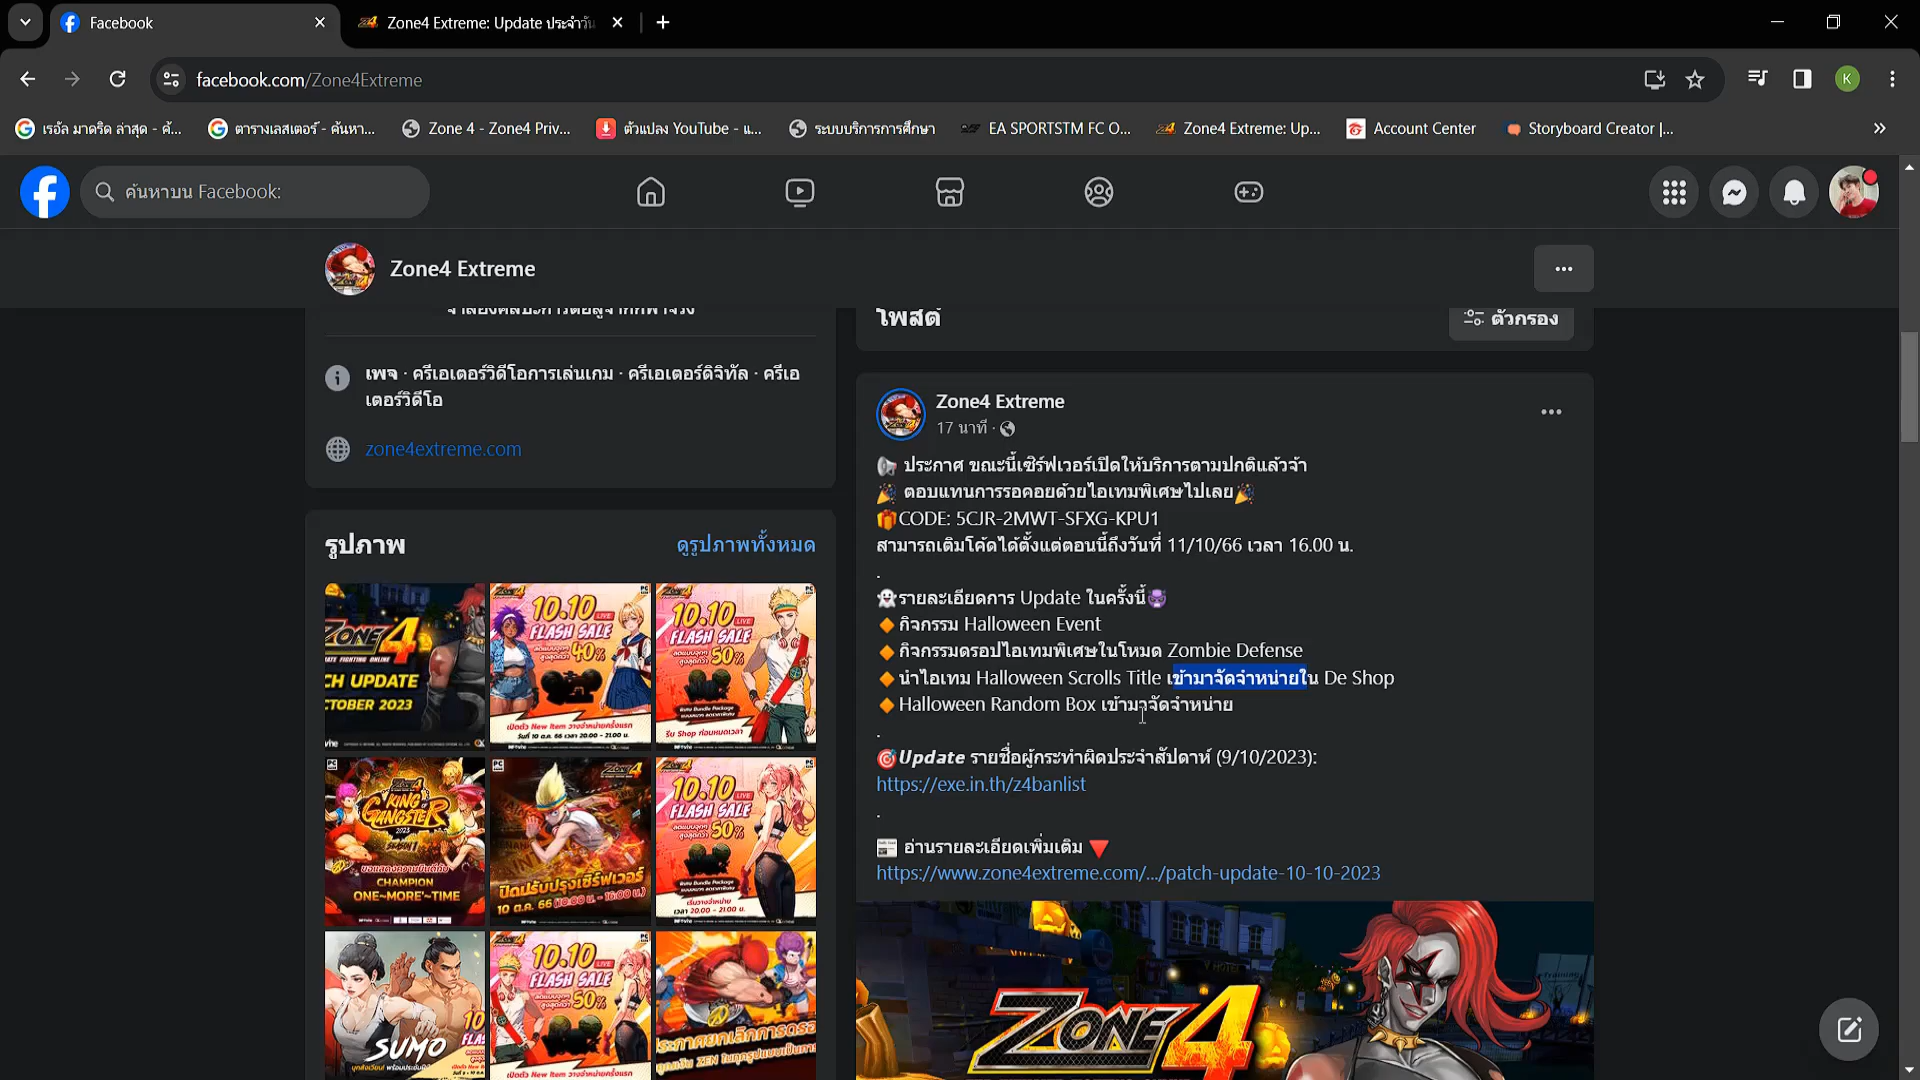 Facebook
Zone4 Extreme: Update ประจำวัน
facebook.com/Zone4Extreme
K
เรอัล มาดริด ล่าสุด - ค้...
ตารางเลสเตอร์ - ค้นหา...
Zone 4 - Zone4 Priv...
ตัวแปลง YouTube - แ...
ระบบบริการการศึกษา
EA SPORTSTM FC O...
Zone4 Extreme: Up...
Account Center
Storyboard Creator |...
ค้นหาบน Facebook:
Zone4 Extreme
จำลองศิลปะการต่อสู้จากกีฬาจริง
เพจ · ครีเอเตอร์วิดีโอการเล่นเกม · ครีเอเตอร์ดิจิทัล · ครีเอ
เตอร์วิดีโอ
zone4extreme.com
รูปภาพ
ดูรูปภาพทั้งหมด
ZONE 4
CH UPDATE
TOBER 2023
10.10 LIVE
FLASH SALE
40%
10.10 LIVE
FLASH SALE
50%
KING OF GANGSTER
2023
CHAMPION
ONE~MORE~TIME
ปิดปรับปรุงเซิร์ฟเวอร์
10 ต.ค. 66 (10:00 น. - 16:00 น.)
10.10 LIVE
FLASH SALE
50%
SUMO
10.10 LIVE
FLASH SALE
50%
โพสต์
ตัวกรอง
Zone4 Extreme
17 นาที ·
ประกาศ ขณะนี้เซิร์ฟเวอร์เปิดให้บริการตามปกติแล้วจ้า
ตอบแทนการรอคอยด้วยไอเทมพิเศษไปเลย
CODE: 5CJR-2MWT-SFXG-KPU1
สามารถเติมโค้ดได้ตั้งแต่ตอนนี้ถึงวันที่ 11/10/66 เวลา 16.00 น.
.
รายละเอียดการ Update ในครั้งนี้
กิจกรรม Halloween Event
กิจกรรมดรอปไอเทมพิเศษในโหมด Zombie Defense
นำไอเทม Halloween Scrolls Title เข้ามาจัดจำหน่ายใน De Shop
Halloween Random Box เข้ามาจัดจำหน่าย
.
Update รายชื่อผู้กระทำผิดประจำสัปดาห์ (9/10/2023):
https://exe.in.th/z4banlist
.
อ่านรายละเอียดเพิ่มเติม
https://www.zone4extreme.com/.../patch-update-10-10-2023
ZONE 4